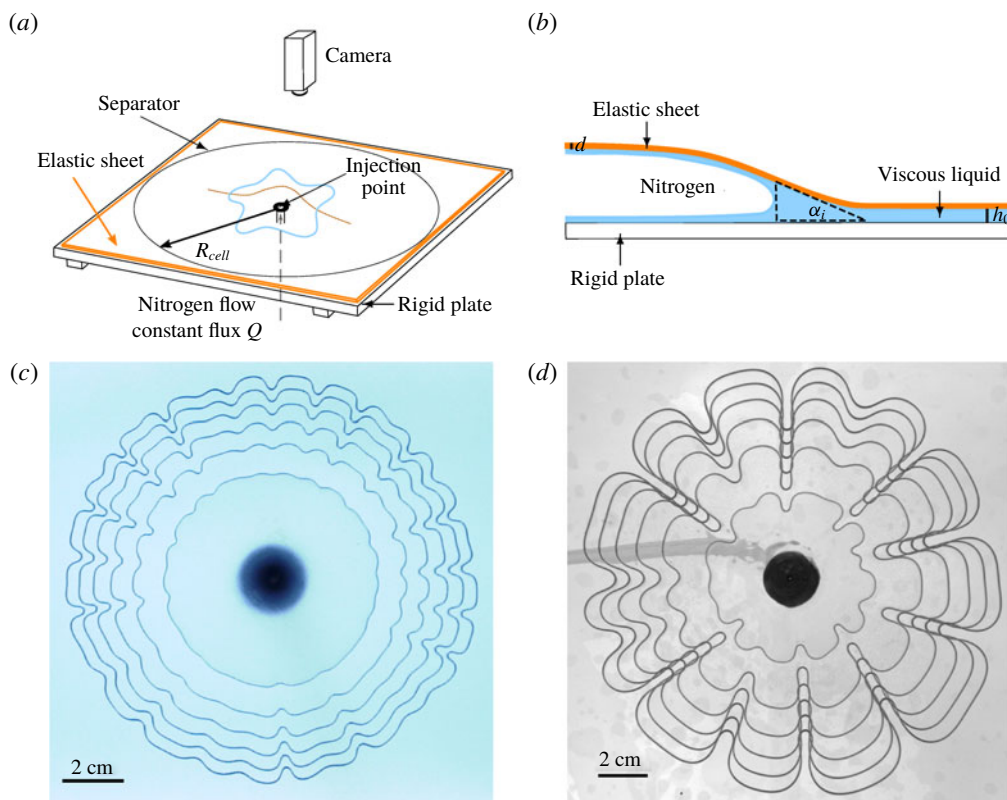 (a)
Camera
Separator
Elastic sheet
Injection
point
R_cell
Nitrogen flow
constant flux Q
Rigid plate
(b)
Elastic sheet
d
Nitrogen
Viscous liquid
α_i
h_0
Rigid plate
(c)
2 cm
(d)
2 cm